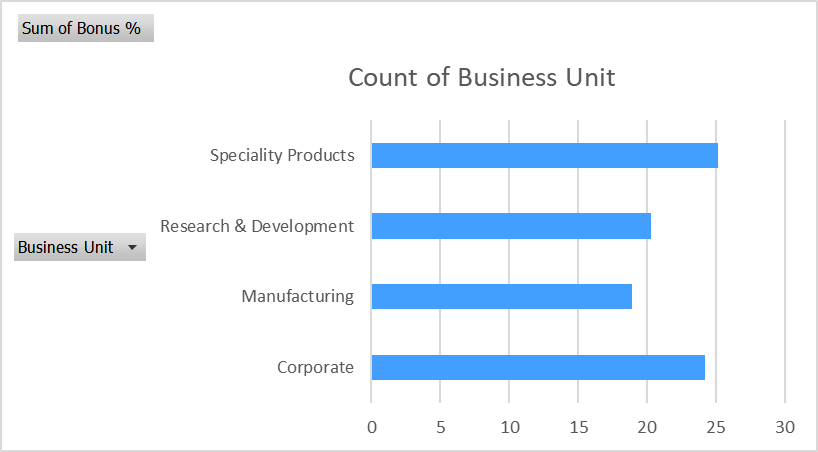 Sum of Bonus %
Count of Business Unit
Speciality Products
Research & Development
Business Unit
Manufacturing
Corporate
0 5 10 15 20 25 30